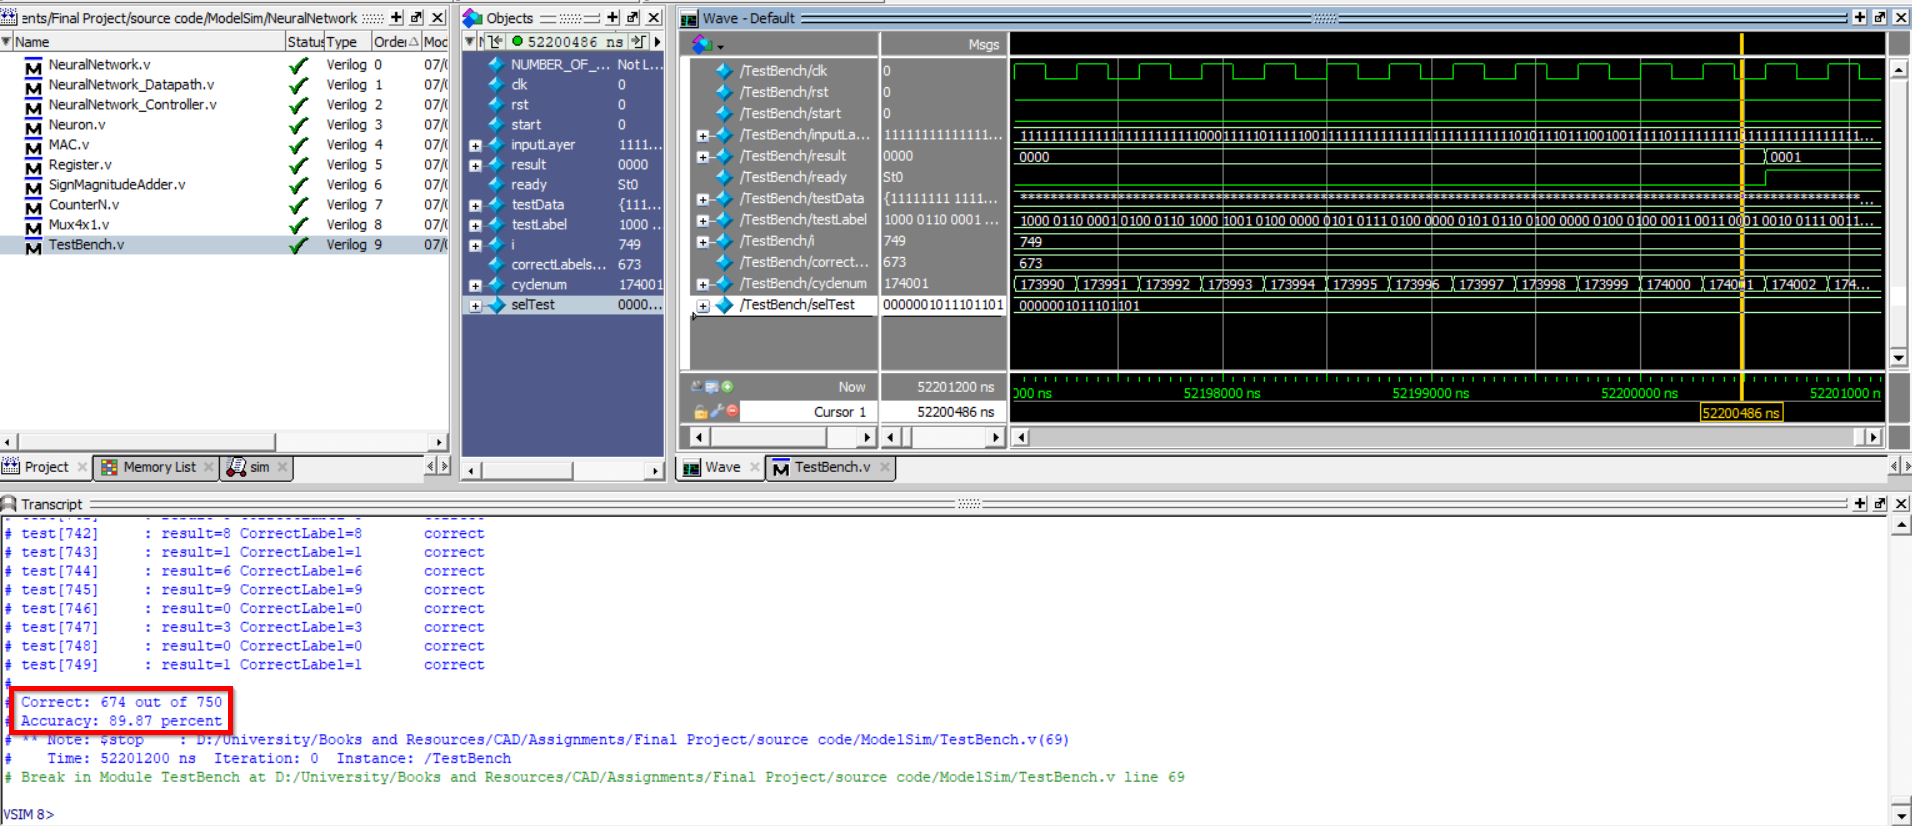 ents/Final Project/source code/ModelSim/NeuralNetwork
Name Status Type Order Mod
NeuralNetwork.v Verilog 0 07/0
NeuralNetwork_Datapath.v Verilog 1 07/0
NeuralNetwork_Controller.v Verilog 2 07/0
Neuron.v Verilog 3 07/0
MAC.v Verilog 4 07/0
Register.v Verilog 5 07/0
SignMagnitudeAdder.v Verilog 6 07/0
CounterN.v Verilog 7 07/0
Mux4x1.v Verilog 8 07/0
TestBench.v Verilog 9 07/0
Project Memory List sim
Objects
52200486 ns
NUMBER_OF_... Not L...
clk 0
rst 0
start 0
inputLayer 1111...
result 0000
ready St0
testData {111...
testLabel 1000 ...
i 749
correctLabels... 673
cyclenum 174001
selTest 0000...
Wave - Default
Msgs
/TestBench/clk 0
/TestBench/rst 0
/TestBench/start 0
/TestBench/inputLa... 11111111111111...
/TestBench/result 0000 0000 0001
/TestBench/ready St0
/TestBench/testData {11111111 1111...
/TestBench/testLabel 1000 0110 0001 ... 1000 0110 0001 0100 0110 1000 1001 0100 0000 0101 0111 0100 0000 0101 0110 0100 0000 0100 0100 0011 0011 0001 0010 0111 0011...
/TestBench/i 749 749
/TestBench/correct... 673 673
/TestBench/cyclenum 174001 173990 173991 173992 173993 173994 173995 173996 173997 173998 173999 174000 174001 174002 174...
/TestBench/selTest 0000001011101101 0000001011101101
Now 52201200 ns 000 ns 52198000 ns 52199000 ns 52200000 ns 52201000 n
Cursor 1 52200486 ns 52200486 ns
Wave TestBench.v
Transcript
# test[742] : result=8 CorrectLabel=8 correct
# test[743] : result=1 CorrectLabel=1 correct
# test[744] : result=6 CorrectLabel=6 correct
# test[745] : result=9 CorrectLabel=9 correct
# test[746] : result=0 CorrectLabel=0 correct
# test[747] : result=3 CorrectLabel=3 correct
# test[748] : result=0 CorrectLabel=0 correct
# test[749] : result=1 CorrectLabel=1 correct
#
# Correct: 674 out of 750
# Accuracy: 89.87 percent
# ** Note: $stop : D:/University/Books and Resources/CAD/Assignments/Final Project/source code/ModelSim/TestBench.v(69)
# Time: 52201200 ns Iteration: 0 Instance: /TestBench
# Break in Module TestBench at D:/University/Books and Resources/CAD/Assignments/Final Project/source code/ModelSim/TestBench.v line 69
VSIM 8>